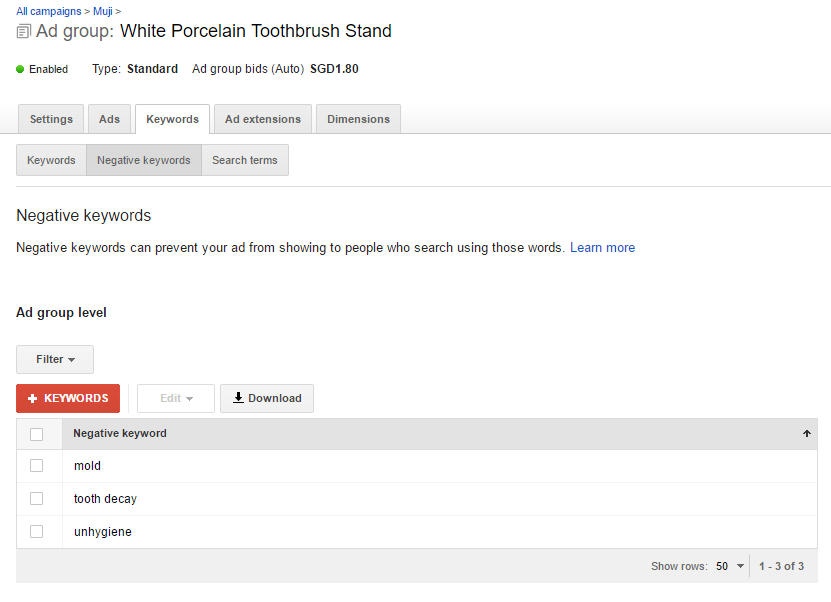 All campaigns > Muji >
Ad group: White Porcelain Toothbrush Stand
Enabled Type: Standard Ad group bids (Auto) SGD1.80
Settings Ads Keywords Ad extensions Dimensions
Keywords Negative keywords Search terms
Negative keywords
Negative keywords can prevent your ad from showing to people who search using those words. Learn more
Ad group level
Filter
+ KEYWORDS Edit Download
Negative keyword
mold
tooth decay
unhygiene
Show rows: 50 1 - 3 of 3